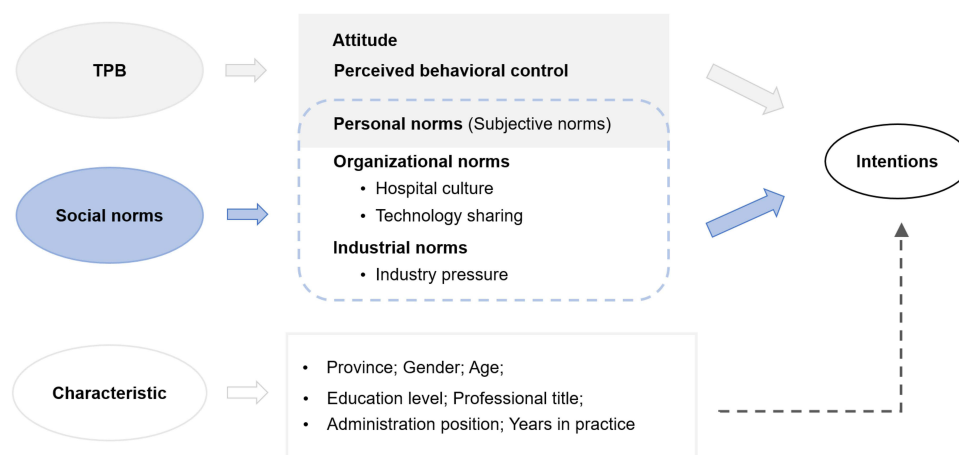 TPB
Attitude
Perceived behavioral control
Personal norms (Subjective norms)
Organizational norms
• Hospital culture
• Technology sharing
Industrial norms
• Industry pressure
Social norms
Intentions
Characteristic
• Province; Gender; Age;
• Education level; Professional title;
• Administration position; Years in practice